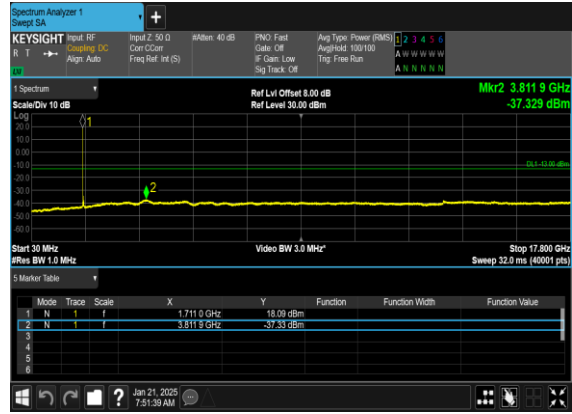 Spectrum Analyzer 1
Swept SA
+
KEYSIGHT
R T
Input: RF
Coupling: DC
Align: Auto
Input Z: 50 Ω
Corr CCorr
Freq Ref: Int (S)
#Atten: 40 dB
PNO: Fast
Gate: Off
IF Gain: Low
Sig Track: Off
Avg Type: Power (RMS)
Avg|Hold: 100/100
Trig: Free Run
1 2 3 4 5 6
A W W W W W
A N N N N N
1 Spectrum
Scale/Div 10 dB
Ref Lvl Offset 8.00 dB
Ref Level 30.00 dBm
Mkr2 3.811 9 GHz
-37.329 dBm
Log
20.0
10.0
0.00
-10.0
-20.0
-30.0
-40.0
-50.0
-60.0
1
2
DL1 -13.00 dBm
Start 30 MHz
#Res BW 1.0 MHz
Video BW 3.0 MHz*
Stop 17.800 GHz
Sweep 32.0 ms (40001 pts)
5 Marker Table
Mode Trace Scale X Y Function Function Width Function Value
1 N 1 f 1.711 0 GHz 18.09 dBm
2 N 1 f 3.811 9 GHz -37.33 dBm
3
4
5
6
?
Jan 21, 2025
7:51:39 AM